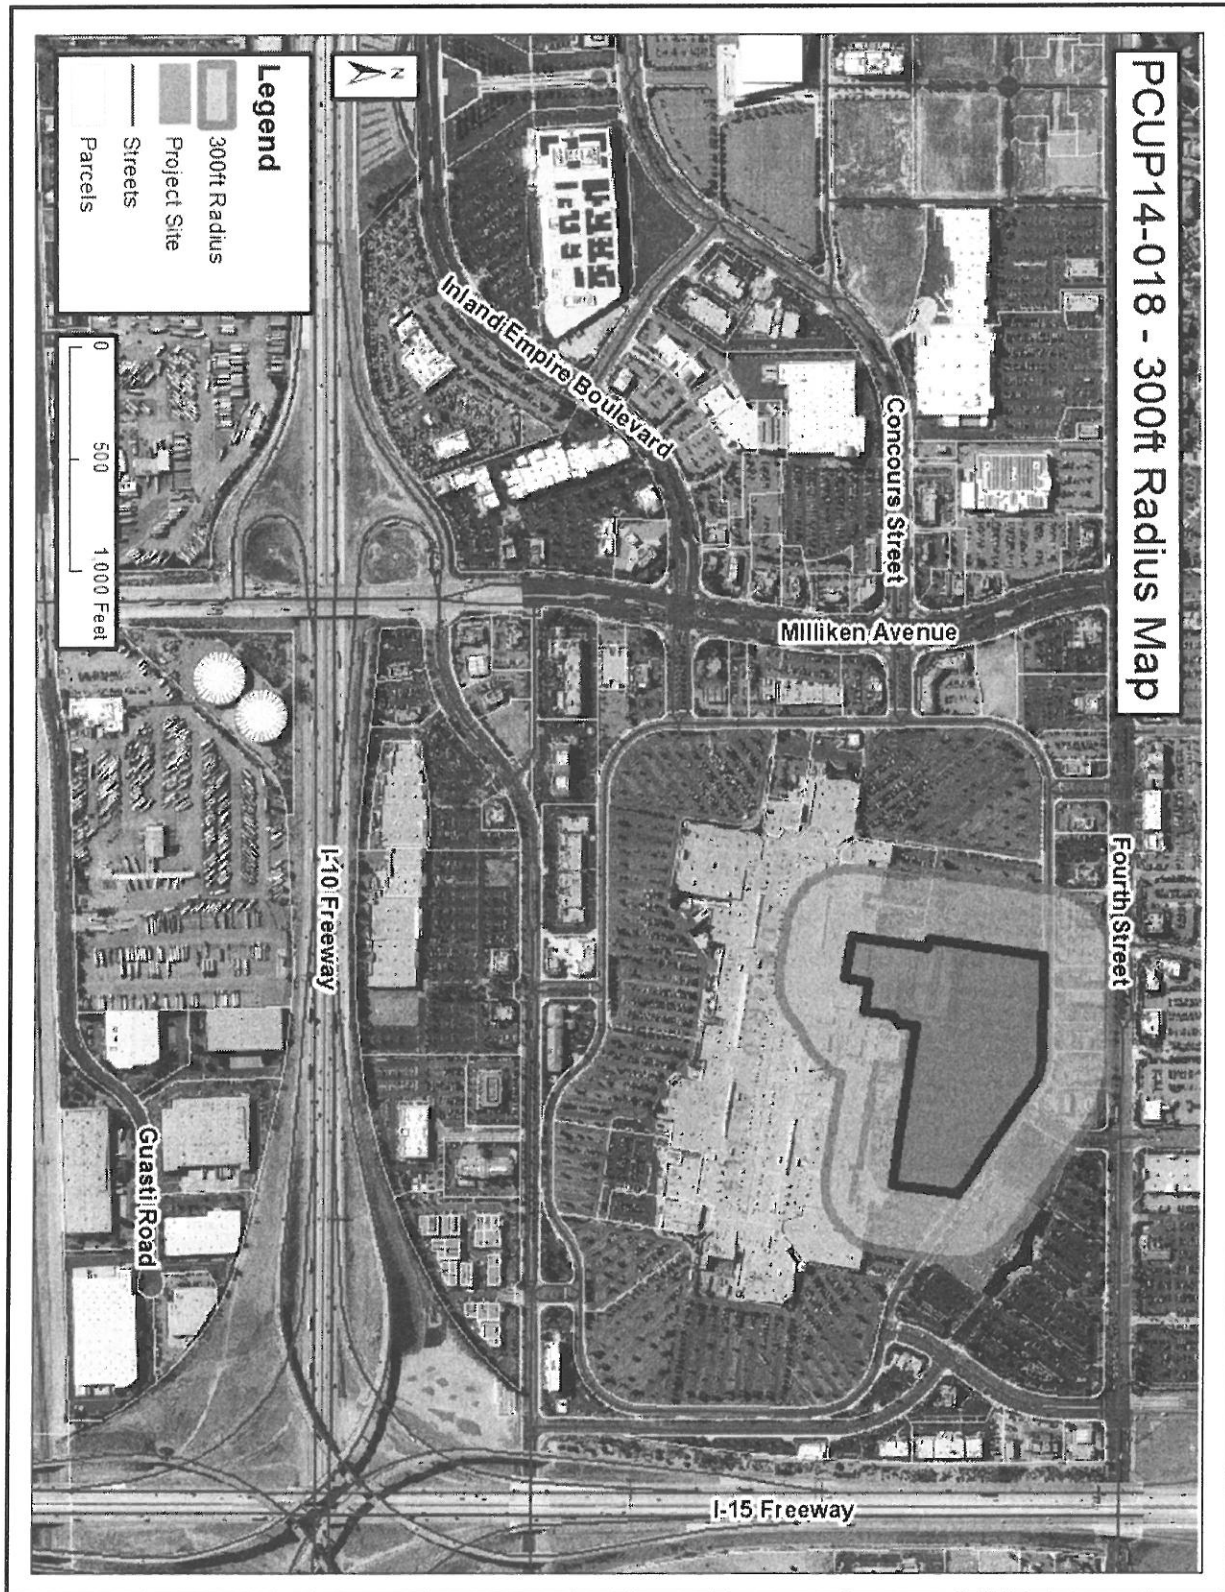 PCUP14-018 - 300ft Radius Map
Fourth Street
Concours Street
Milliken Avenue
Inland Empire Boulevard
I-10 Freeway
I-15 Freeway
Guasti Road
N
Legend
300ft Radius
Project Site
Streets
Parcels
0 500 1,000 Feet